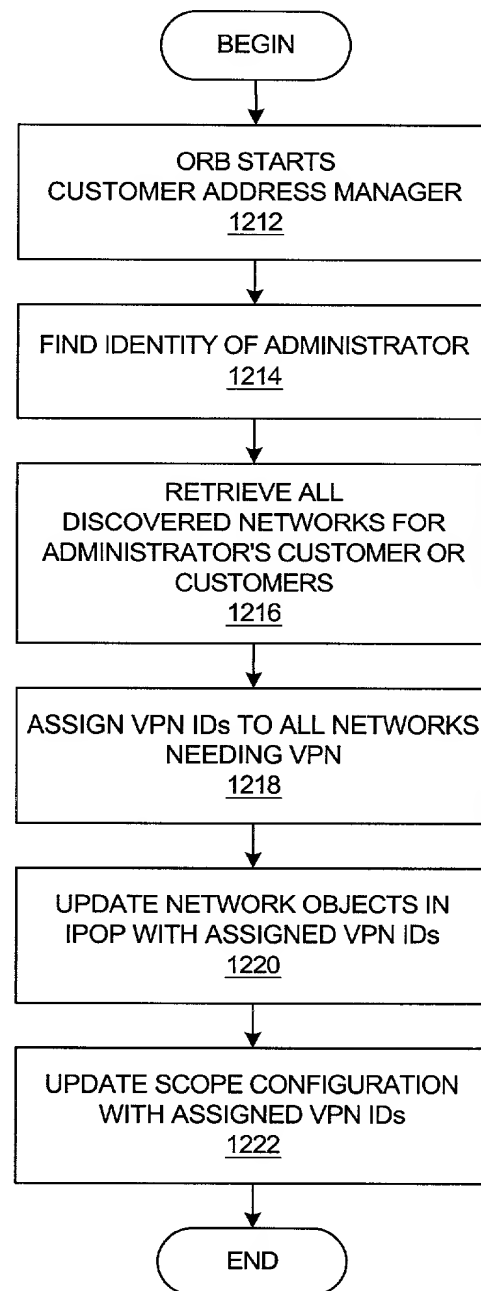 BEGIN
ORB STARTS
CUSTOMER ADDRESS MANAGER
1212
FIND IDENTITY OF ADMINISTRATOR
1214
RETRIEVE ALL
DISCOVERED NETWORKS FOR
ADMINISTRATOR'S CUSTOMER OR
CUSTOMERS
1216
ASSIGN VPN IDs TO ALL NETWORKS
NEEDING VPN
1218
UPDATE NETWORK OBJECTS IN
IPOP WITH ASSIGNED VPN IDs
1220
UPDATE SCOPE CONFIGURATION
WITH ASSIGNED VPN IDs
1222
END